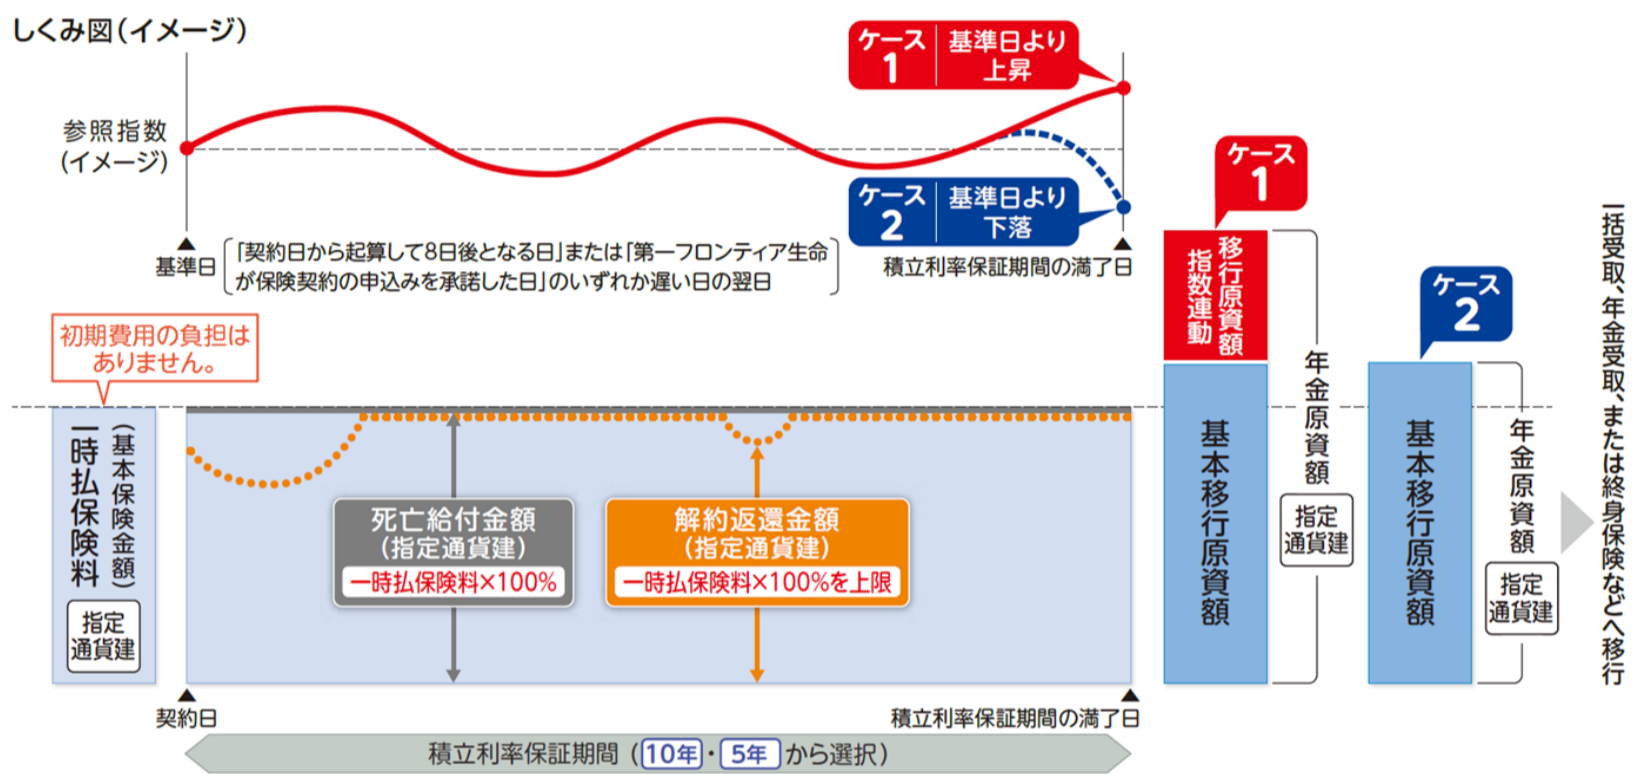 しくみ図(イメージ)
ケース
1
基準日より
上昇
参照指数
(イメージ)
ケース
2
基準日より
下落
基準日
「契約日から起算して8日後となる日」または「第一フロンティア生命
が保険契約の申込みを承諾した日」のいずれか遅い日の翌日
積立利率保証期間の満了日
初期費用の負担は
ありません。
一時払保険料
(基本保険金額)
指定
通貨建
死亡給付金額
(指定通貨建)
一時払保険料×100%
解約返還金額
(指定通貨建)
一時払保険料×100%を上限
契約日
積立利率保証期間の満了日
積立利率保証期間(10年・5年から選択)
ケース
1
移行原資額
指数連動
基本移行原資額
年金原資額
指定
通貨建
ケース
2
基本移行原資額
年金原資額
指定
通貨建
一括受取、年金受取、または終身保険などへ移行